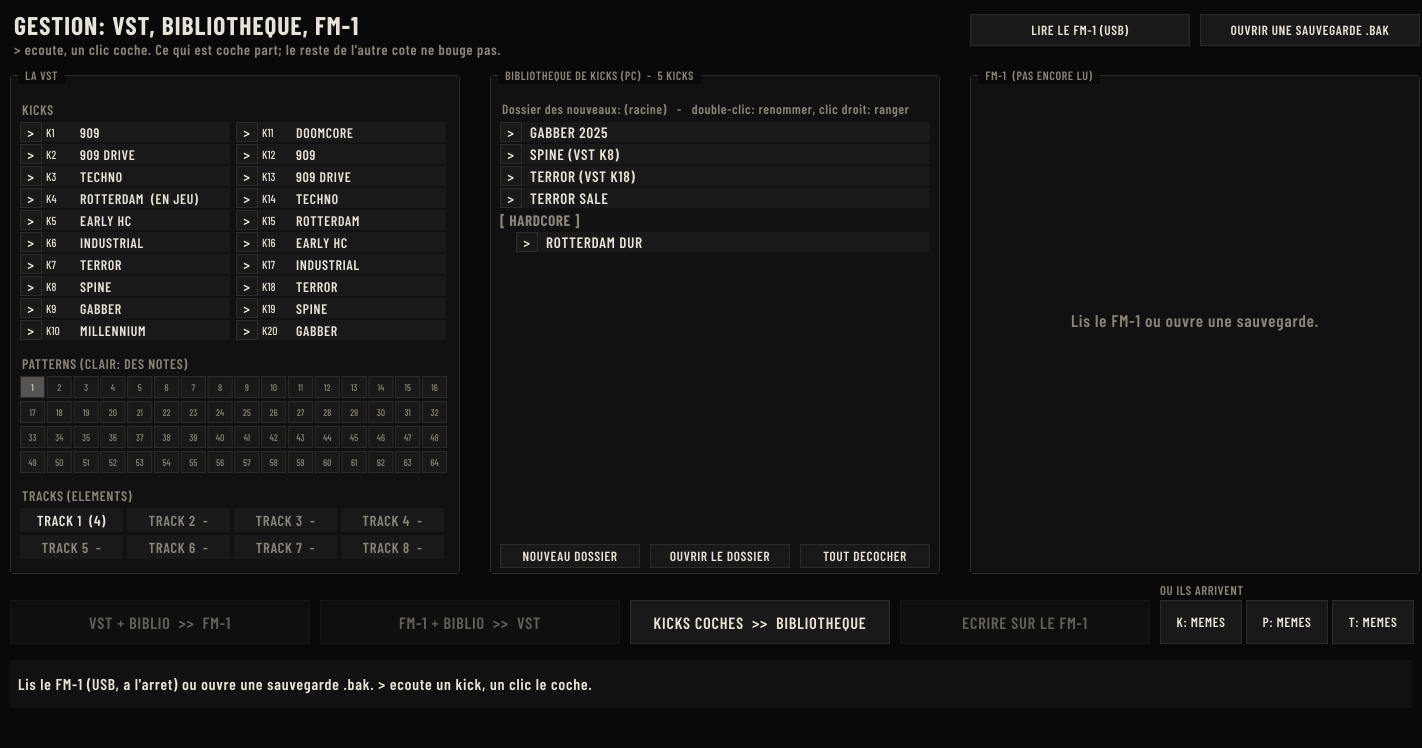 GESTION: VST, BIBLIOTHEQUE, FM-1
> ecoute, un clic coche. Ce qui est coche part; le reste de l'autre cote ne bouge pas.
LIRE LE FM-1 (USB)
OUVRIR UNE SAUVEGARDE .BAK
LA VST
KICKS
> K1 909
> K2 909 DRIVE
> K3 TECHNO
> K4 ROTTERDAM (EN JEU)
> K5 EARLY HC
> K6 INDUSTRIAL
> K7 TERROR
> K8 SPINE
> K9 GABBER
> K10 MILLENNIUM
> K11 DOOMCORE
> K12 909
> K13 909 DRIVE
> K14 TECHNO
> K15 ROTTERDAM
> K16 EARLY HC
> K17 INDUSTRIAL
> K18 TERROR
> K19 SPINE
> K20 GABBER
PATTERNS (CLAIR: DES NOTES)
1 2 3 4 5 6 7 8 9 10 11 12 13 14 15 16
17 18 19 20 21 22 23 24 25 26 27 28 29 30 31 32
33 34 35 36 37 38 39 40 41 42 43 44 45 46 47 48
49 50 51 52 53 54 55 56 57 58 59 60 61 62 63 64
TRACKS (ELEMENTS)
TRACK 1 (4) TRACK 2 - TRACK 3 - TRACK 4 -
TRACK 5 - TRACK 6 - TRACK 7 - TRACK 8 -
BIBLIOTHEQUE DE KICKS (PC) - 5 KICKS
Dossier des nouveaux: (racine) - double-clic: renommer, clic droit: ranger
> GABBER 2025
> SPINE (VST K8)
> TERROR (VST K18)
> TERROR SALE
[ HARDCORE ]
> ROTTERDAM DUR
NOUVEAU DOSSIER
OUVRIR LE DOSSIER
TOUT DECOCHER
FM-1 (PAS ENCORE LU)
Lis le FM-1 ou ouvre une sauvegarde.
VST + BIBLIO >> FM-1
FM-1 + BIBLIO >> VST
KICKS COCHES >> BIBLIOTHEQUE
ECRIRE SUR LE FM-1
OU ILS ARRIVENT
K: MEMES
P: MEMES
T: MEMES
Lis le FM-1 (USB, a l'arret) ou ouvre une sauvegarde .bak. > ecoute un kick, un clic le coche.